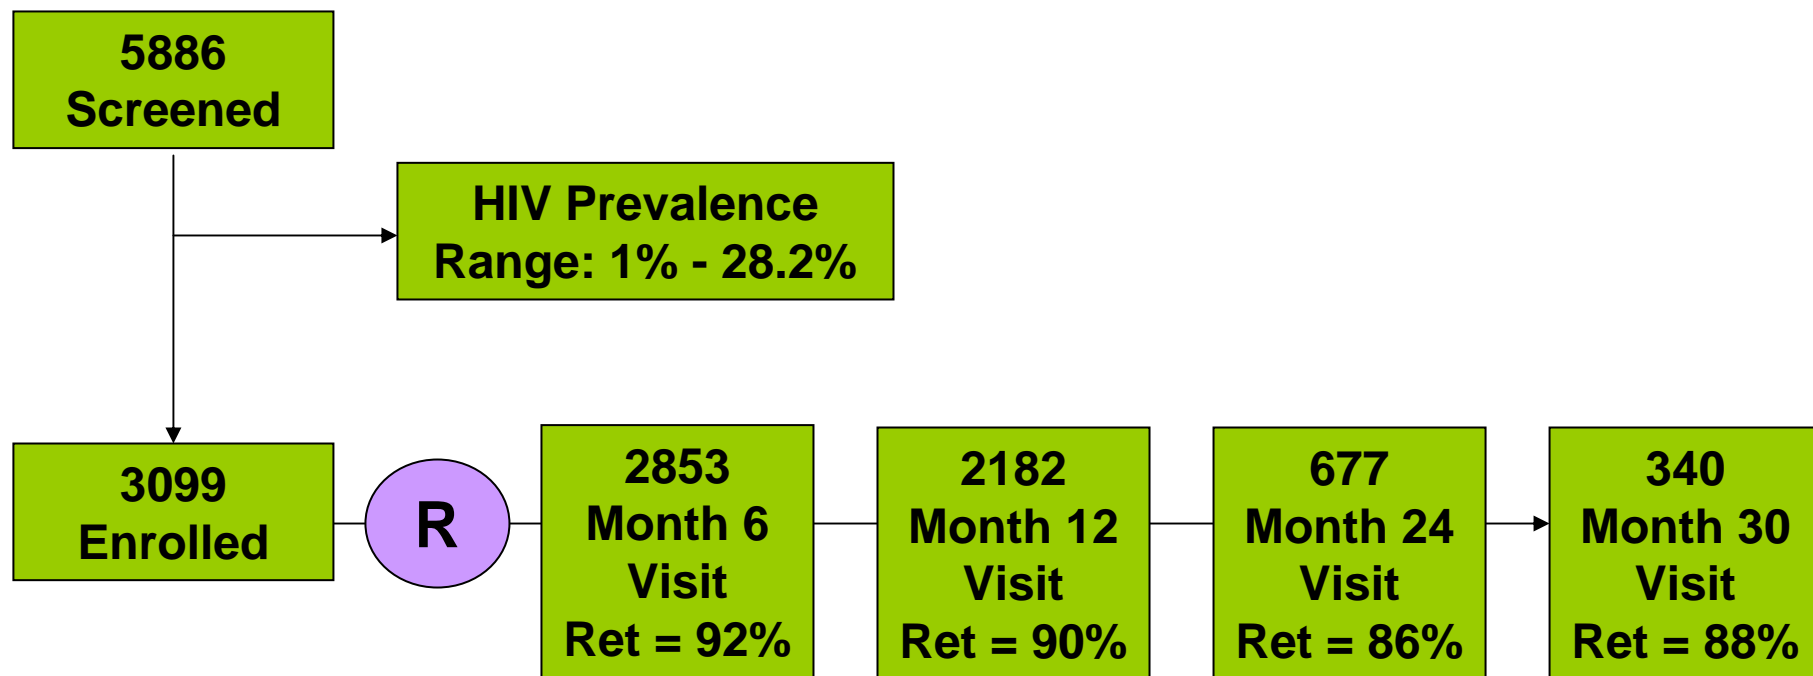 5886
Screened
HIV Prevalence
Range: 1% - 28.2%
3099
Enrolled
R
2853
Month 6
Visit
Ret = 92%
2182
Month 12
Visit
Ret = 90%
677
Month 24
Visit
Ret = 86%
340
Month 30
Visit
Ret = 88%